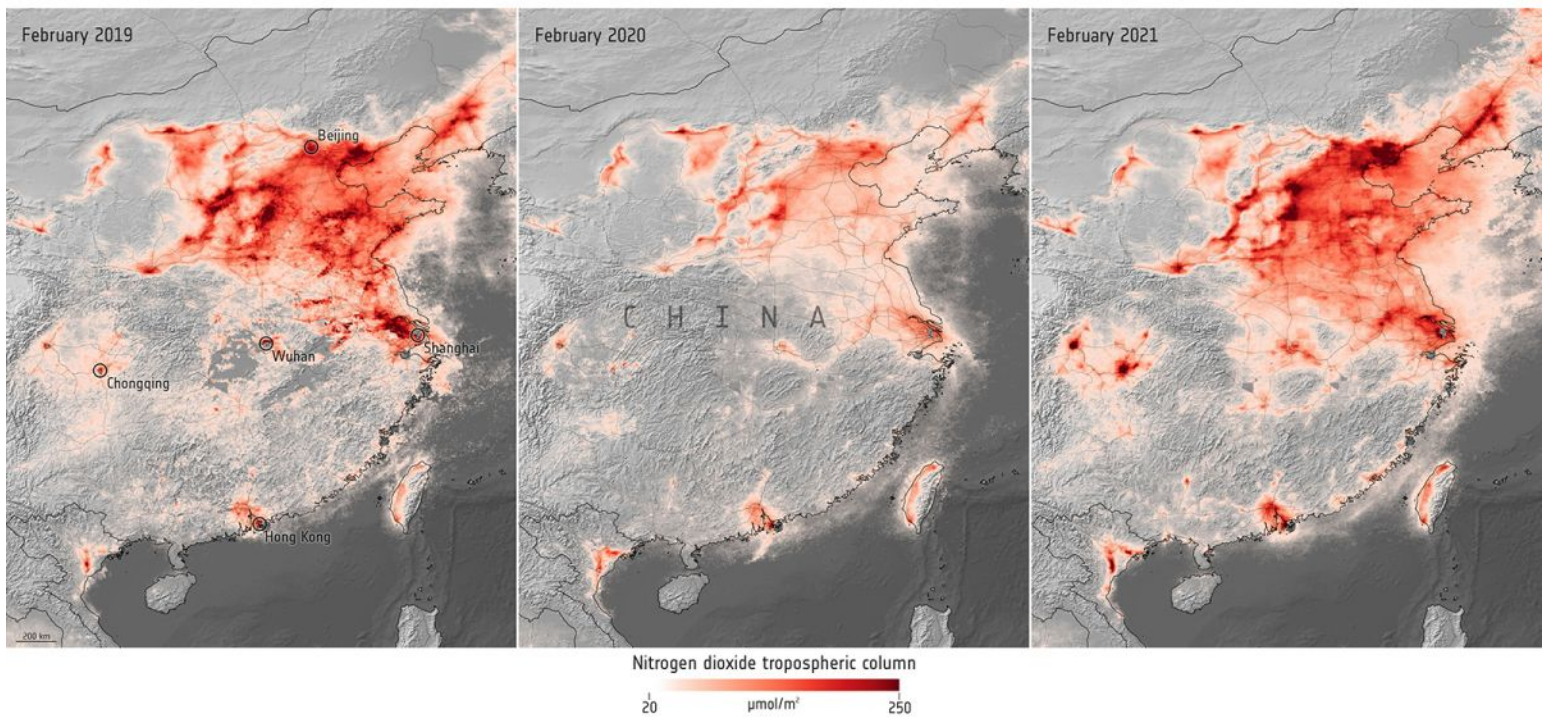 February 2019
February 2020
February 2021
Beijing
CHINA
Shanghai
Wuhan
Chongqing
Hong Kong
200 km
Nitrogen dioxide tropospheric column
20
µmol/m²
250